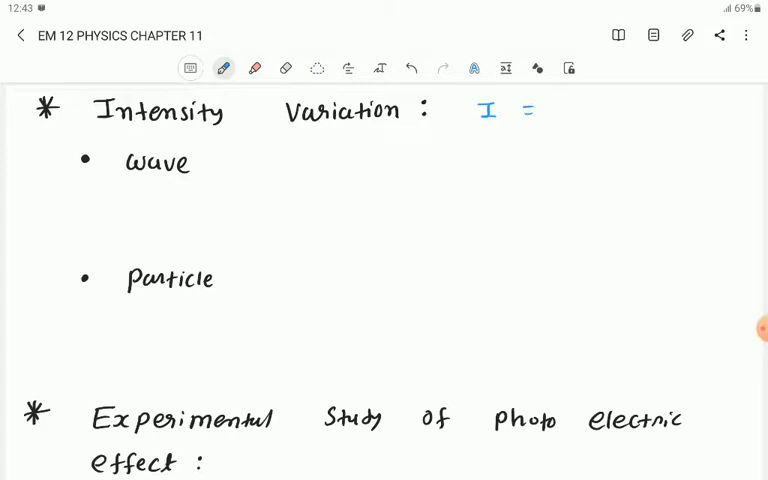 12:43 69%
EM 12 PHYSICS CHAPTER 11
* Intensity Variation : I =
• wave
• particle
* Experimental Study of photo electric
effect :